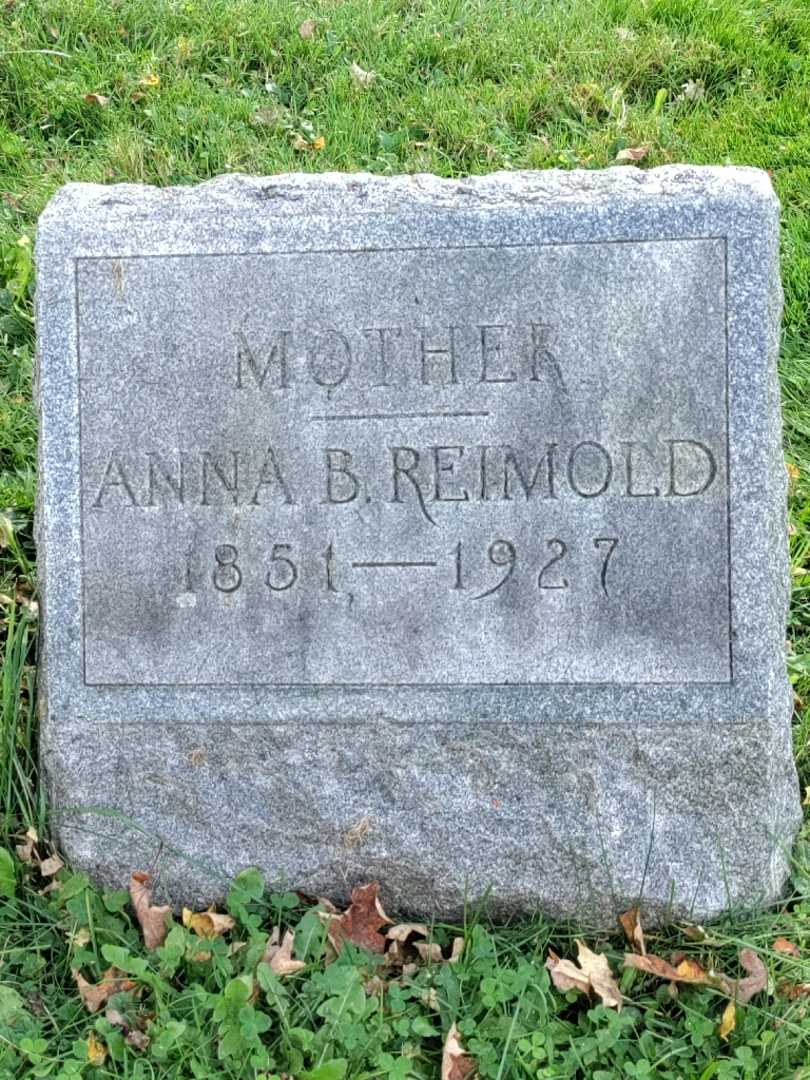 MOTHER
ANNA B. REIMOLD
1851—1927